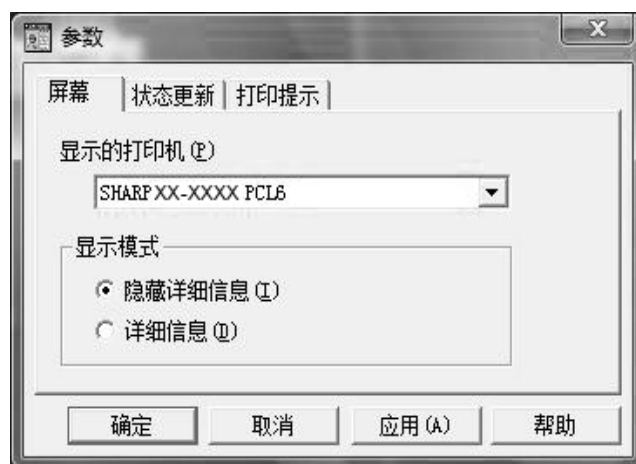 参数
屏幕 状态更新 打印提示
显示的打印机(P)
SHARP XX-XXXX PCL6
显示模式
隐藏详细信息(I)
详细信息(D)
确定 取消 应用(A) 帮助